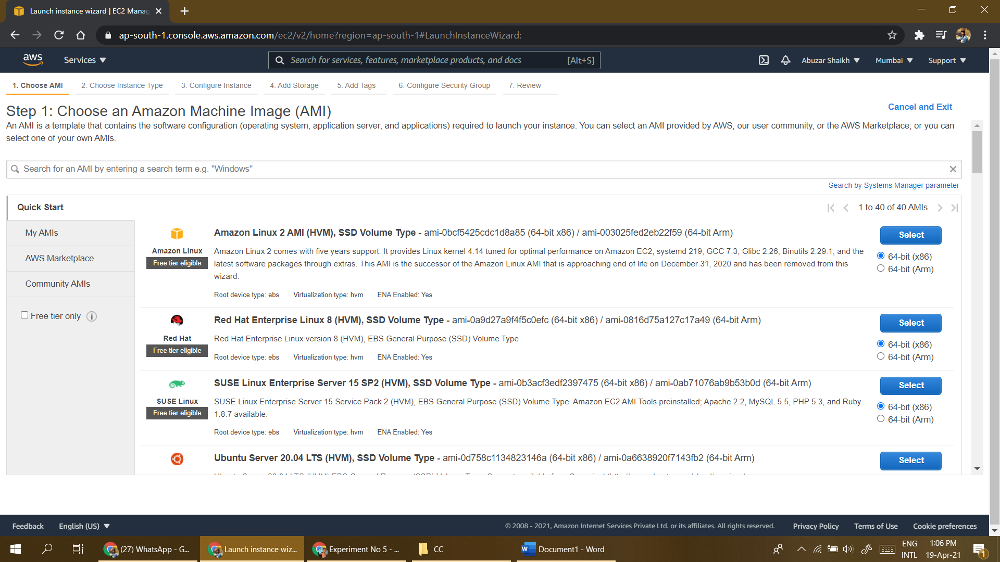 Launch instance wizard | EC2 Manag
ap-south-1.console.aws.amazon.com/ec2/v2/home?region=ap-south-1#LaunchInstanceWizard:
aws
Services
Search for services, features, marketplace products, and docs
[Alt+S]
Abuzar Shaikh
Mumbai
Support
1. Choose AMI
2. Choose Instance Type
3. Configure Instance
4. Add Storage
5. Add Tags
6. Configure Security Group
7. Review
Step 1: Choose an Amazon Machine Image (AMI)
Cancel and Exit
An AMI is a template that contains the software configuration (operating system, application server, and applications) required to launch your instance. You can select an AMI provided by AWS, our user community, or the AWS Marketplace; or you can
select one of your own AMIs.
Search for an AMI by entering a search term e.g. "Windows"
Search by Systems Manager parameter
Quick Start
1 to 40 of 40 AMIs
My AMIs
AWS Marketplace
Community AMIs
Free tier only
Amazon Linux
Free tier eligible
Amazon Linux 2 AMI (HVM), SSD Volume Type - ami-0bcf5425cdc1d8a85 (64-bit x86) / ami-003025fed2eb22f59 (64-bit Arm)
Amazon Linux 2 comes with five years support. It provides Linux kernel 4.14 tuned for optimal performance on Amazon EC2, systemd 219, GCC 7.3, Glibc 2.26, Binutils 2.29.1, and the
latest software packages through extras. This AMI is the successor of the Amazon Linux AMI that is approaching end of life on December 31, 2020 and has been removed from this
wizard.
Root device type: ebs Virtualization type: hvm ENA Enabled: Yes
Select
64-bit (x86)
64-bit (Arm)
Red Hat
Free tier eligible
Red Hat Enterprise Linux 8 (HVM), SSD Volume Type - ami-0a9d27a9f4f5c0efc (64-bit x86) / ami-0816d75a127c17a49 (64-bit Arm)
Red Hat Enterprise Linux version 8 (HVM), EBS General Purpose (SSD) Volume Type
Root device type: ebs Virtualization type: hvm ENA Enabled: Yes
Select
64-bit (x86)
64-bit (Arm)
SUSE Linux
Free tier eligible
SUSE Linux Enterprise Server 15 SP2 (HVM), SSD Volume Type - ami-0b3acf3edf2397475 (64-bit x86) / ami-0ab71076ab9b53b0d (64-bit Arm)
SUSE Linux Enterprise Server 15 Service Pack 2 (HVM), EBS General Purpose (SSD) Volume Type. Amazon EC2 AMI Tools preinstalled; Apache 2.2, MySQL 5.5, PHP 5.3, and Ruby
1.8.7 available.
Root device type: ebs Virtualization type: hvm ENA Enabled: Yes
Select
64-bit (x86)
64-bit (Arm)
Ubuntu Server 20.04 LTS (HVM), SSD Volume Type - ami-0d758c1134823146a (64-bit x86) / ami-0a6638920f7143fb2 (64-bit Arm)
Select
Feedback
English (US)
© 2008 - 2021, Amazon Internet Services Private Ltd. or its affiliates. All rights reserved.
Privacy Policy
Terms of Use
Cookie preferences
(27) WhatsApp - G...
Launch instance wiz...
Experiment No 5 - ...
CC
Document1 - Word
ENG
INTL
1:06 PM
19-Apr-21
1